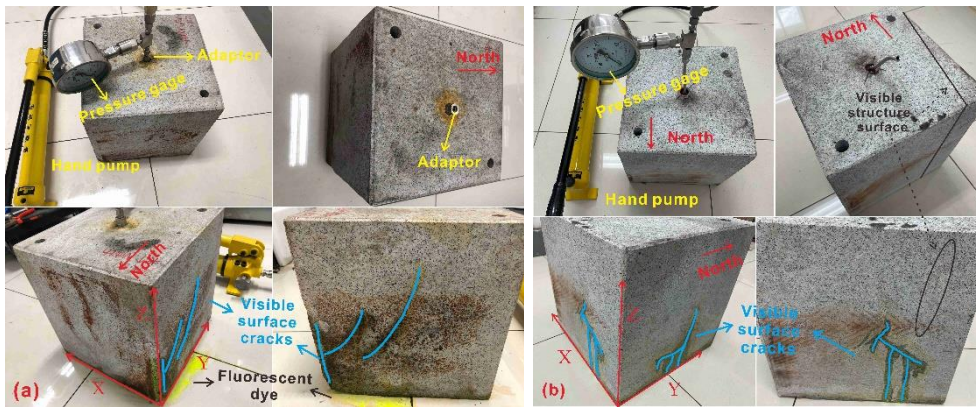 Adaptor
Pressure gage
Hand pump
North
Adaptor
North
Visible
surface
cracks
Fluorescent
dye
X
Y
Z
(a)
Pressure gage
North
Hand pump
North
Visible
structure
surface
North
Visible
surface
cracks
X
Y
Z
(b)